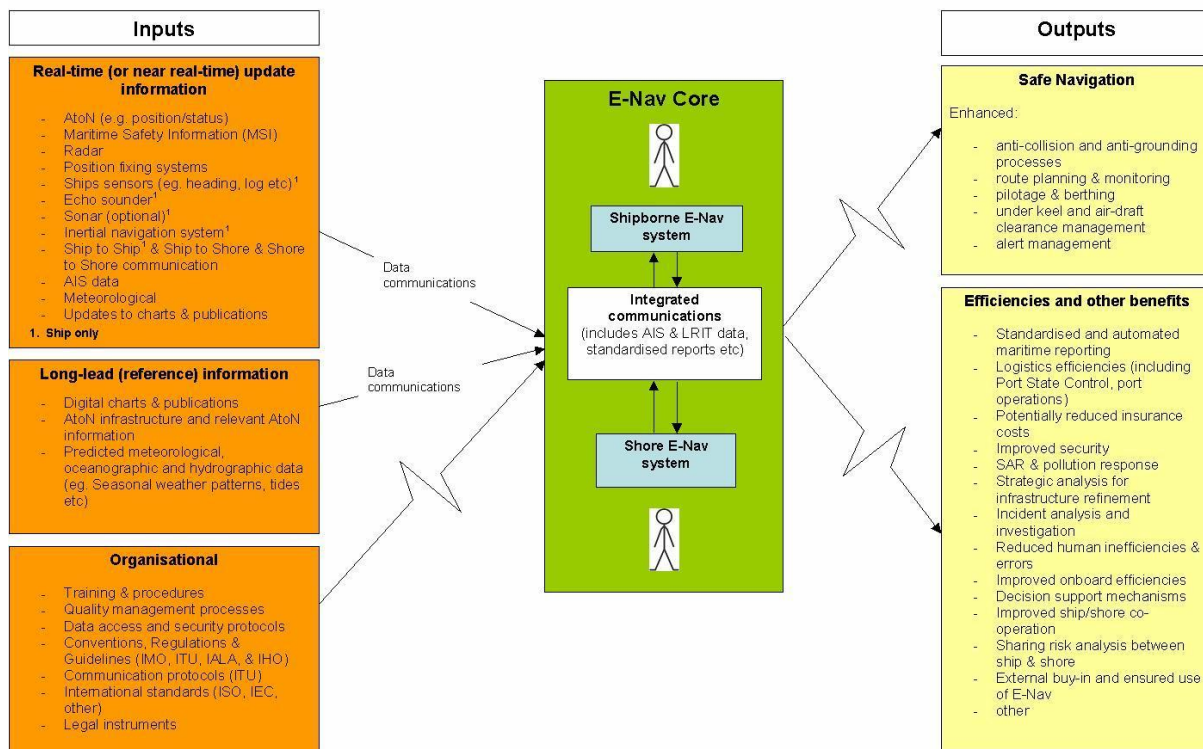 Inputs
Real-time (or near real-time) update
information
- AtoN (e.g. position/status)
- Maritime Safety Information (MSI)
- Radar
- Position fixing systems
- Ships sensors (eg. heading, log etc)¹
- Echo sounder¹
- Sonar (optional)¹
- Inertial navigation system¹
- Ship to Ship¹ & Ship to Shore & Shore
to Shore communication
- AIS data
- Meteorological
- Updates to charts & publications
1. Ship only
Long-lead (reference) information
- Digital charts & publications
- AtoN infrastructure and relevant AtoN
information
- Predicted meteorological,
oceanographic and hydrographic data
(eg. Seasonal weather patterns, tides
etc)
Organisational
- Training & procedures
- Quality management processes
- Data access and security protocols
- Conventions, Regulations &
Guidelines (IMO, ITU, IALA, & IHO)
- Communication protocols (ITU)
- International standards (ISO, IEC,
other)
- Legal instruments
Data
communications
Data
communications
E-Nav Core
Shipborne E-Nav
system
Integrated
communications
(includes AIS & LRIT data,
standardised reports etc)
Shore E-Nav
system
Outputs
Safe Navigation
Enhanced:
- anti-collision and anti-grounding
processes
- route planning & monitoring
- pilotage & berthing
- under keel and air-draft
clearance management
- alert management
Efficiencies and other benefits
- Standardised and automated
maritime reporting
- Logistics efficiencies (including
Port State Control, port
operations)
- Potentially reduced insurance
costs
- Improved security
- SAR & pollution response
- Strategic analysis for
infrastructure refinement
- Incident analysis and
investigation
- Reduced human inefficiencies &
errors
- Improved onboard efficiencies
- Decision support mechanisms
- Improved ship/shore co-
operation
- Sharing risk analysis between
ship & shore
- External buy-in and ensured use
of E-Nav
- other